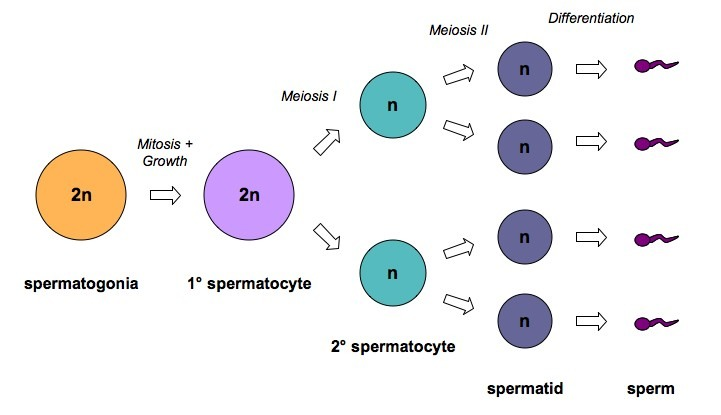 Differentiation
Meiosis II
Meiosis I
Mitosis +
Growth
2n
2n
n
n
n
n
n
n
spermatogonia
1° spermatocyte
2° spermatocyte
spermatid
sperm